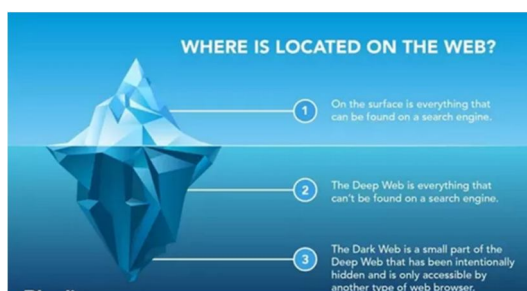 WHERE IS LOCATED ON THE WEB?
1
On the surface is everything that
can be found on a search engine.
2
The Deep Web is everything that
can't be found on a search engine.
3
The Dark Web is a small part of the
Deep Web that has been intentionally
hidden and is only accessible by
another type of web browser.